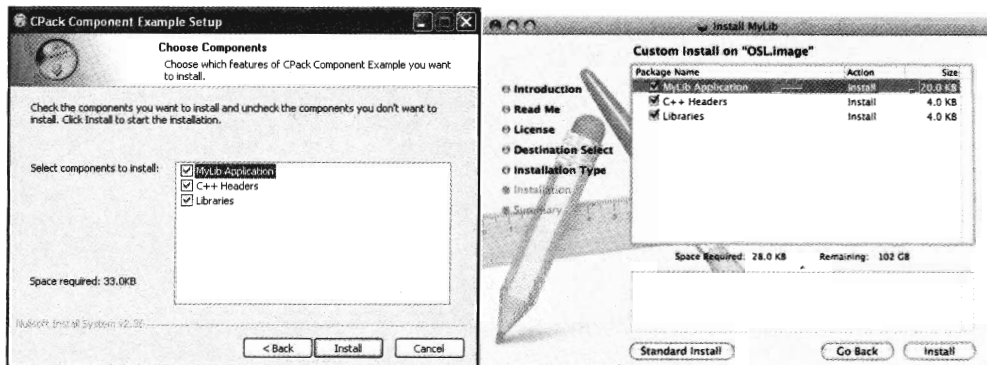 CPack Component Example Setup
Choose Components
Choose which features of CPack Component Example you want
to install.
Check the components you want to install and uncheck the components you don't want to
install. Click Install to start the installation.
Select components to install:
MyLib Application
C++ Headers
Libraries
Space required: 33.0KB
Nullsoft Install System v2.36
< Back
Install
Cancel
Install MyLib
Custom Install on "OSL.image"
Introduction
Read Me
License
Destination Select
Installation Type
Installation
Summary
Package Name Action Size
MyLib Application Install 20.0 KB
C++ Headers Install 4.0 KB
Libraries Install 4.0 KB
Space Required: 28.0 KB Remaining: 102 GB
Standard Install
Go Back
Install